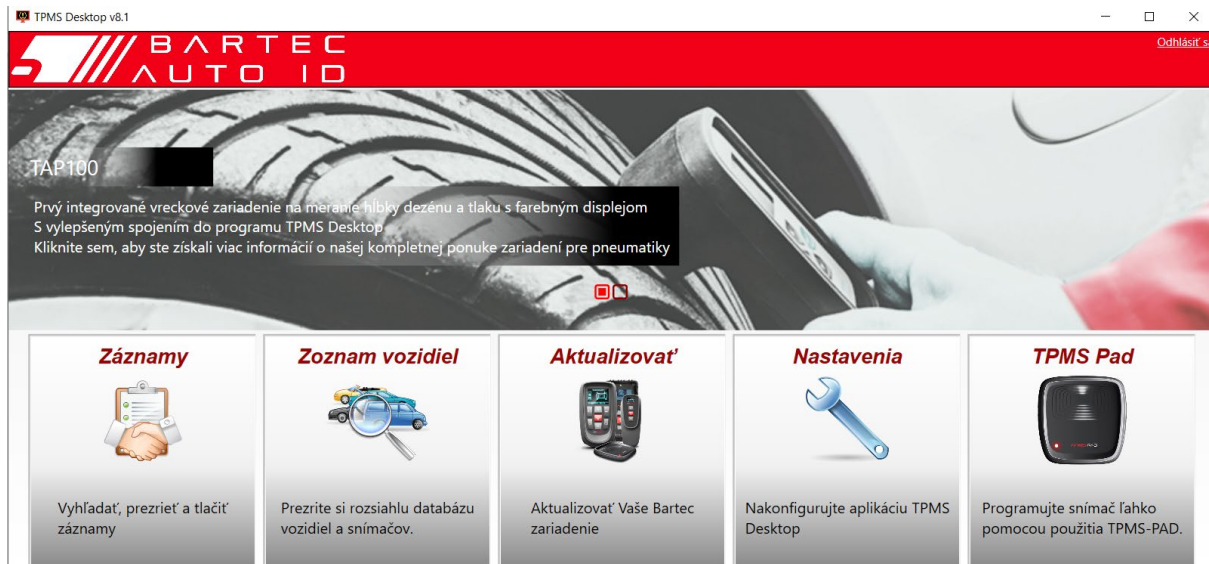 TPMS Desktop v8.1
BARTEC
AUTO ID
TAP100
Prvý integrované vreckové zariadenie na meranie hĺbky dezénu a tlaku s farebným displejom
S vylepšeným spojením do programu TPMS Desktop
Kliknite sem, aby ste získali viac informácií o našej kompletnej ponuke zariadení pre pneumatiky
Záznamy
Vyhľadať, prezrieť a tlačiť
záznamy
Zoznam vozidiel
Prezrite si rozsiahlu databázu
vozidiel a snímačov.
Aktualizovať
Aktualizovať Vaše Bartec
zariadenie
Nastavenia
Nakonfigurujte aplikáciu TPMS
Desktop
TPMS Pad
Programujte snímač ľahko
pomocou použitia TPMS-PAD.